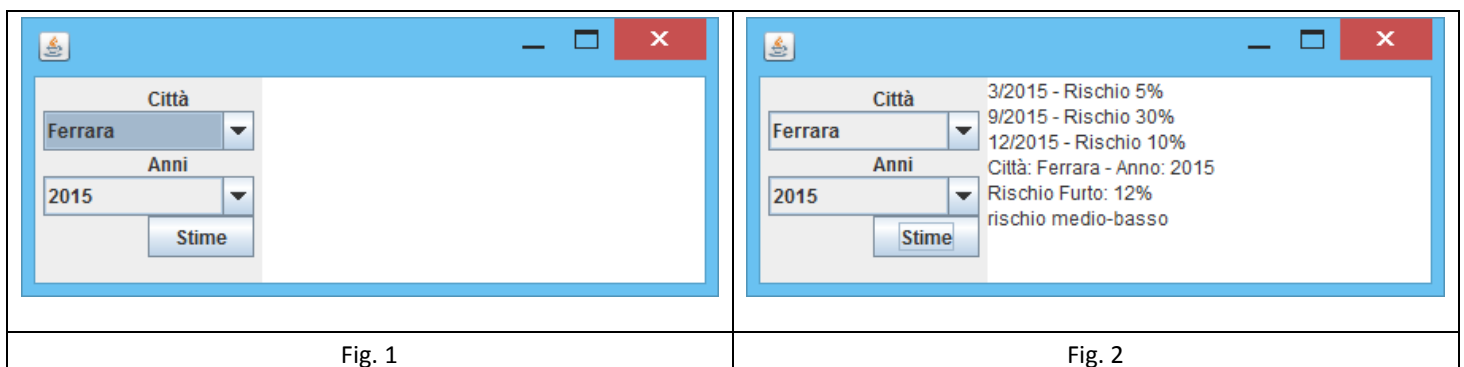 Città
Ferrara
Anni
2015
Stime
Fig. 1
Città
Ferrara
Anni
2015
Stime
3/2015 - Rischio 5%
9/2015 - Rischio 30%
12/2015 - Rischio 10%
Città: Ferrara - Anno: 2015
Rischio Furto: 12%
rischio medio-basso
Fig. 2